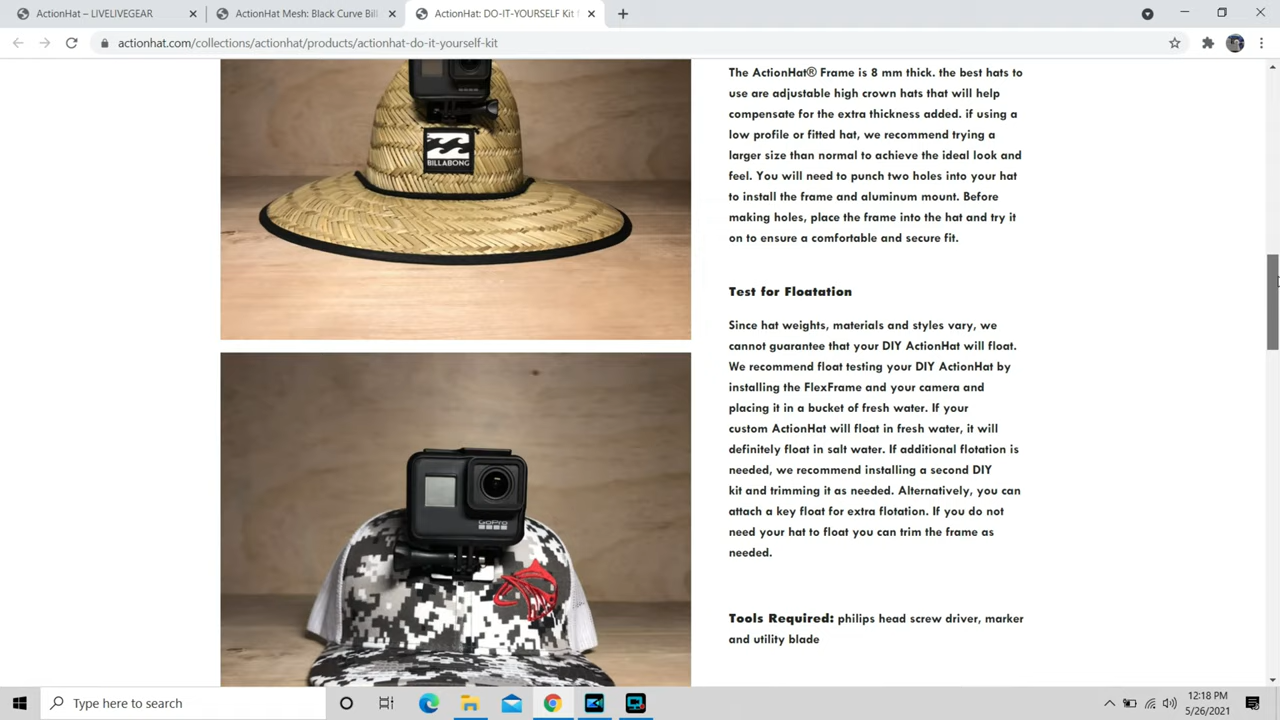 ActionHat – LIVELIVEGEAR
ActionHat Mesh: Black Curve Bill
ActionHat: DO-IT-YOURSELF Kit f
actionhat.com/collections/actionhat/products/actionhat-do-it-yourself-kit
BILLABONG
GoPro
The ActionHat® Frame is 8 mm thick. the best hats to
use are adjustable high crown hats that will help
compensate for the extra thickness added. if using a
low profile or fitted hat, we recommend trying a
larger size than normal to achieve the ideal look and
feel. You will need to punch two holes into your hat
to install the frame and aluminum mount. Before
making holes, place the frame into the hat and try it
on to ensure a comfortable and secure fit.
Test for Floatation
Since hat weights, materials and styles vary, we
cannot guarantee that your DIY ActionHat will float.
We recommend float testing your DIY ActionHat by
installing the FlexFrame and your camera and
placing it in a bucket of fresh water. If your
custom ActionHat will float in fresh water, it will
definitely float in salt water. If additional flotation is
needed, we recommend installing a second DIY
kit and trimming it as needed. Alternatively, you can
attach a key float for extra flotation. If you do not
need your hat to float you can trim the frame as
needed.
Tools Required: philips head screw driver, marker
and utility blade
Type here to search
12:18 PM
5/26/2021